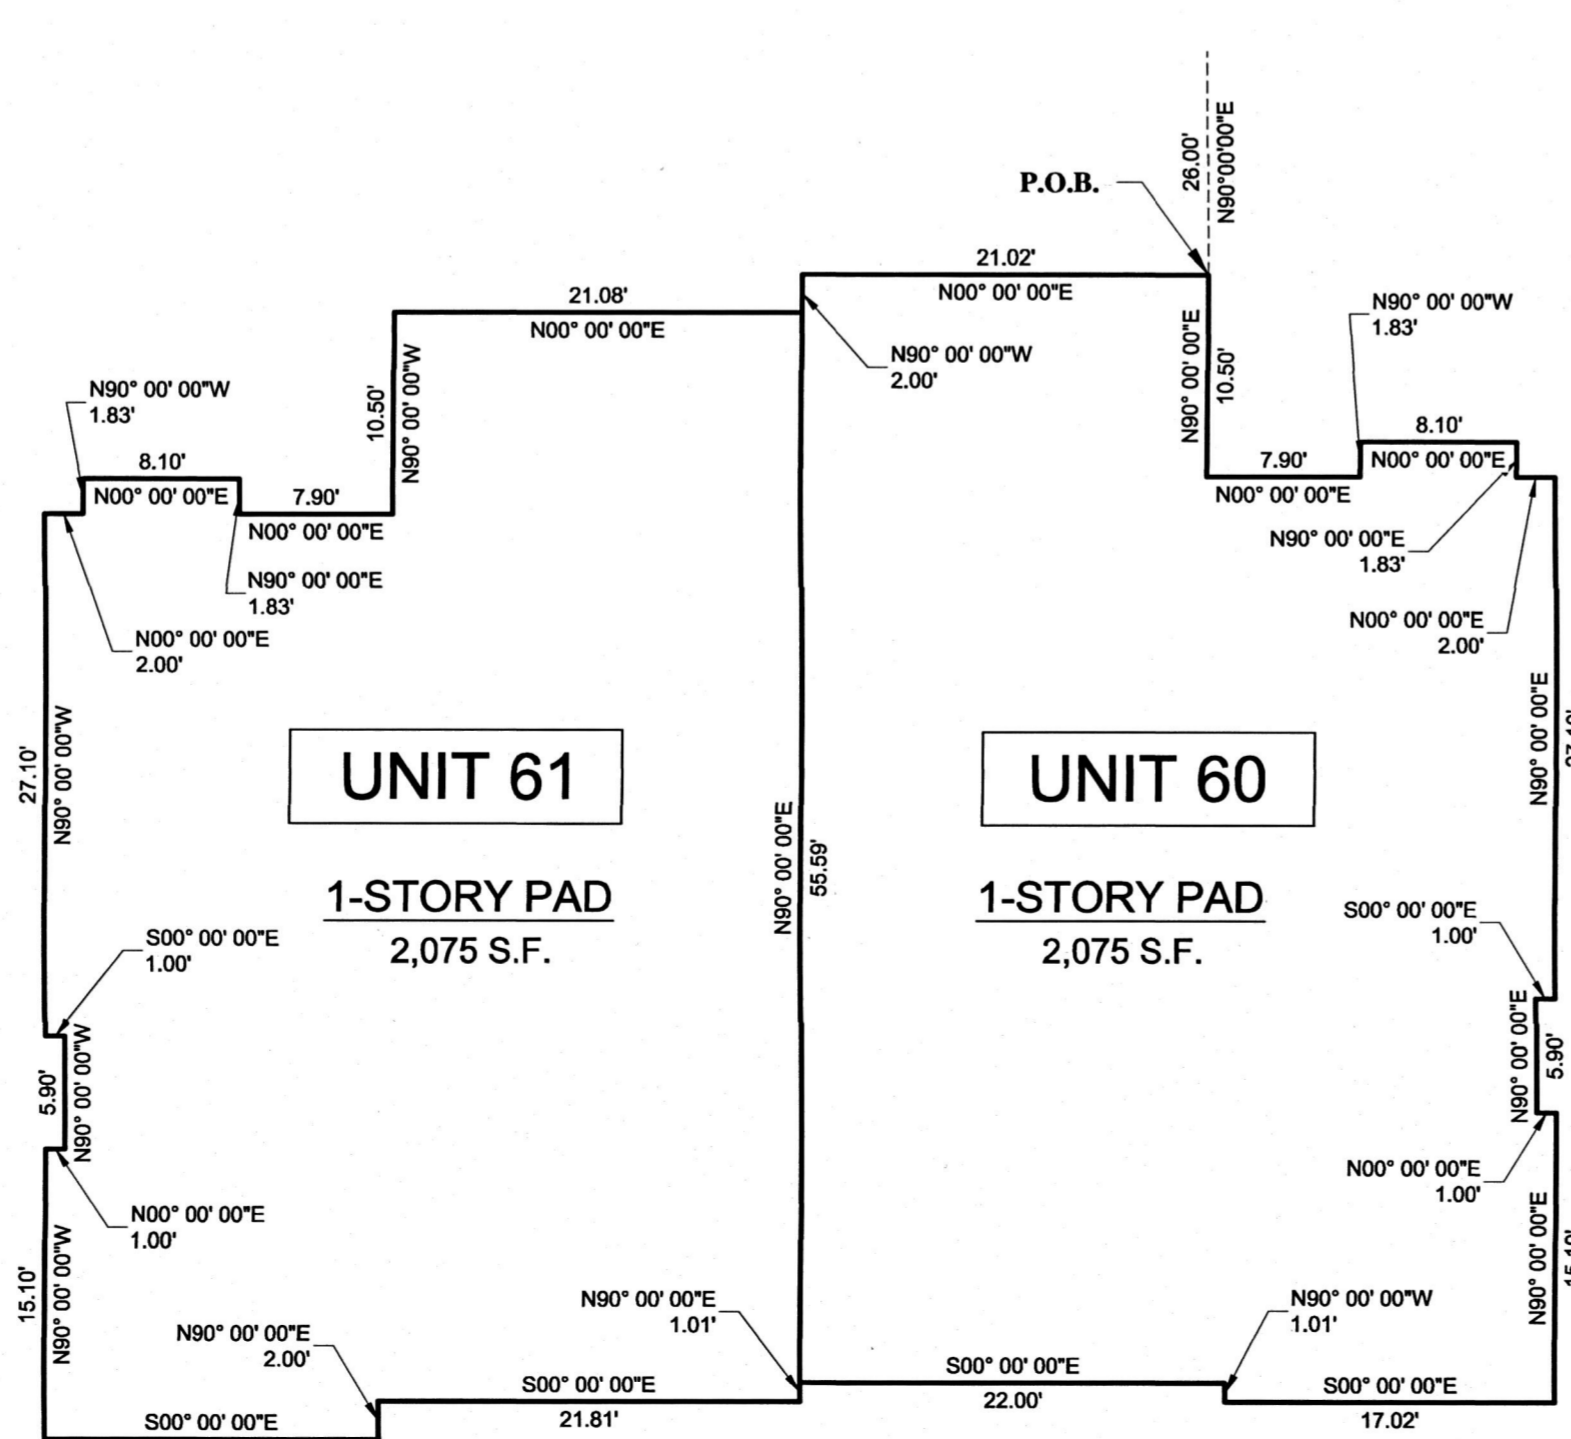 26.00'
N90°00'00"E
P.O.B.
21.02'
N00° 00' 00"E
21.08'
N00° 00' 00"E
N90° 00' 00"W
1.83'
N90° 00' 00"E
10.50'
N90° 00' 00"W
2.00'
10.50'
N90° 00' 00"W
N90° 00' 00"W
1.83'
8.10'
N00° 00' 00"E
7.90'
N00° 00' 00"E
8.10'
N00° 00' 00"E
7.90'
N00° 00' 00"E
N90° 00' 00"E
1.83'
N90° 00' 00"E
1.83'
N00° 00' 00"E
2.00'
N00° 00' 00"E
2.00'
27.10'
N90° 00' 00"W
N90° 00' 00"E
UNIT 61
1-STORY PAD
2,075 S.F.
N90° 00' 00"E
55.59'
UNIT 60
1-STORY PAD
2,075 S.F.
S00° 00' 00"E
1.00'
S00° 00' 00"E
1.00'
5.90'
N90° 00' 00"W
N90° 00' 00"E
5.90'
N00° 00' 00"E
1.00'
N00° 00' 00"E
1.00'
15.10'
N90° 00' 00"W
N90° 00' 00"E
N90° 00' 00"E
1.01'
N90° 00' 00"W
1.01'
N90° 00' 00"E
2.00'
S00° 00' 00"E
21.81'
S00° 00' 00"E
22.00'
S00° 00' 00"E
17.02'
S00° 00' 00"E